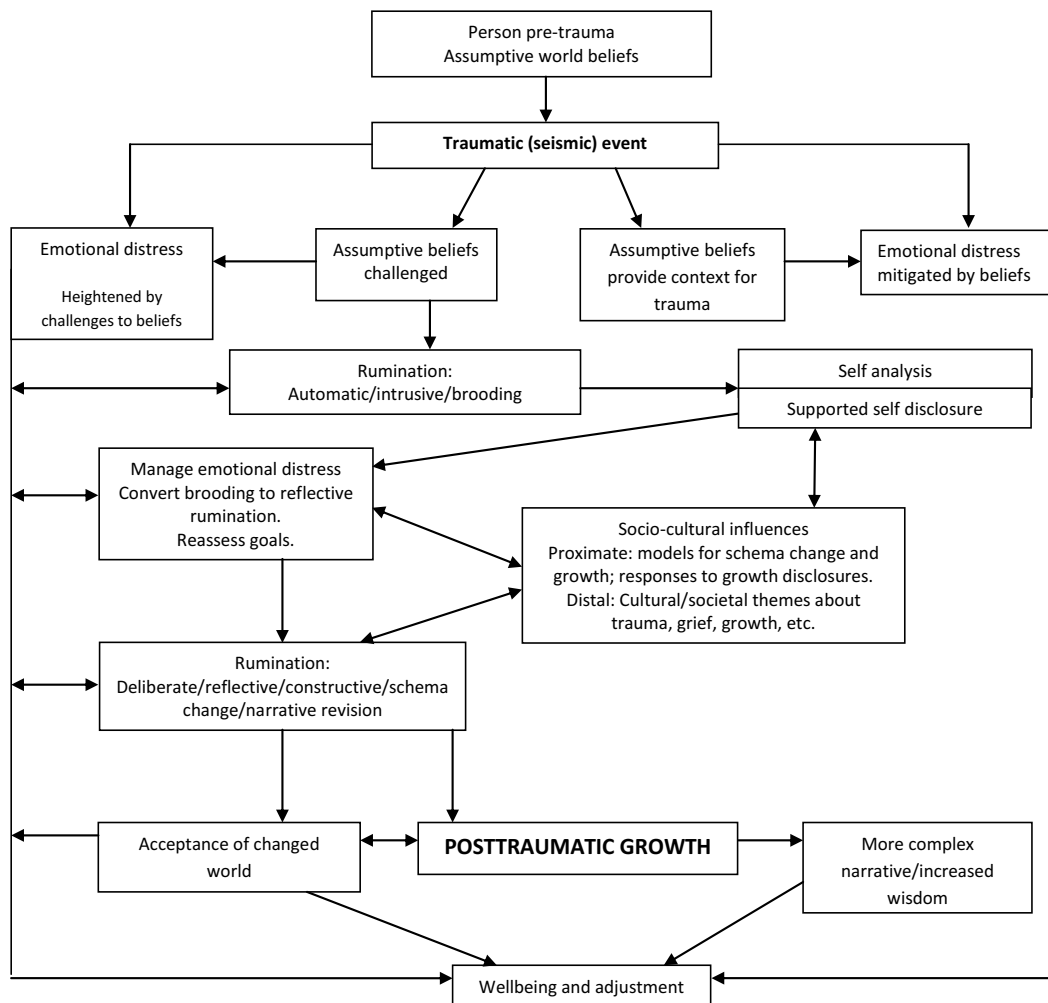 Person pre-trauma
Assumptive world beliefs
Traumatic (seismic) event
Emotional distress
Heightened by
challenges to beliefs
Assumptive beliefs
challenged
Assumptive beliefs
provide context for
trauma
Emotional distress
mitigated by beliefs
Rumination:
Automatic/intrusive/brooding
Self analysis
Supported self disclosure
Manage emotional distress
Convert brooding to reflective
rumination.
Reassess goals.
Socio-cultural influences
Proximate: models for schema change and
growth; responses to growth disclosures.
Distal: Cultural/societal themes about
trauma, grief, growth, etc.
Rumination:
Deliberate/reflective/constructive/schema
change/narrative revision
Acceptance of changed
world
POSTTRAUMATIC GROWTH
More complex
narrative/increased
wisdom
Wellbeing and adjustment